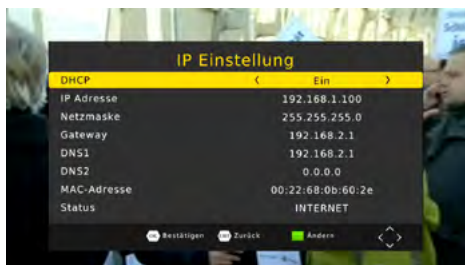 IP Einstellung
DHCP < Ein >
IP Adresse 192.168.1.100
Netzmaske 255.255.255.0
Gateway 192.168.2.1
DNS1 192.168.2.1
DNS2 0.0.0.0
MAC-Adresse 00:22:68:0b:60:2e
Status INTERNET
OK Bestätigen EXIT Zurück Ändern